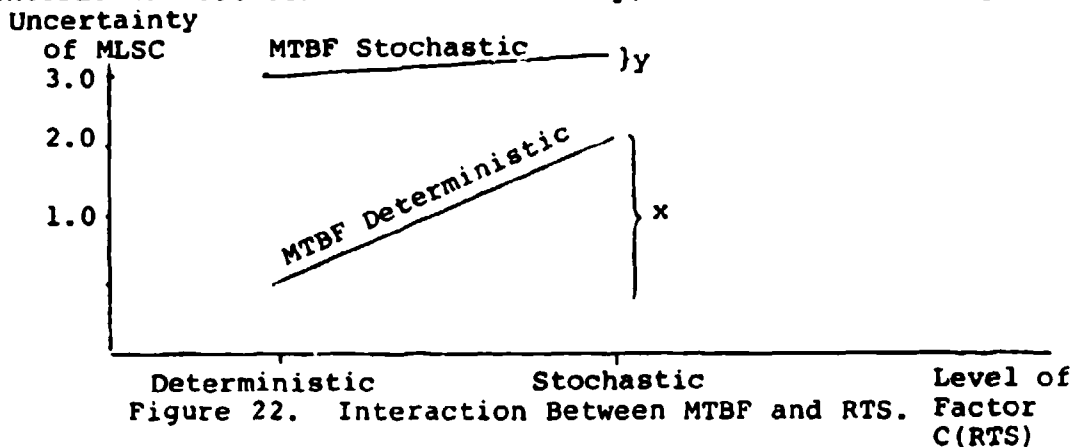 Uncertainty
of MLSC
MTBF Stochastic
}y
3.0
2.0
MTBF Deterministic
1.0
x
Deterministic Stochastic Level of
Figure 22. Interaction Between MTBF and RTS. Factor
C(RTS)